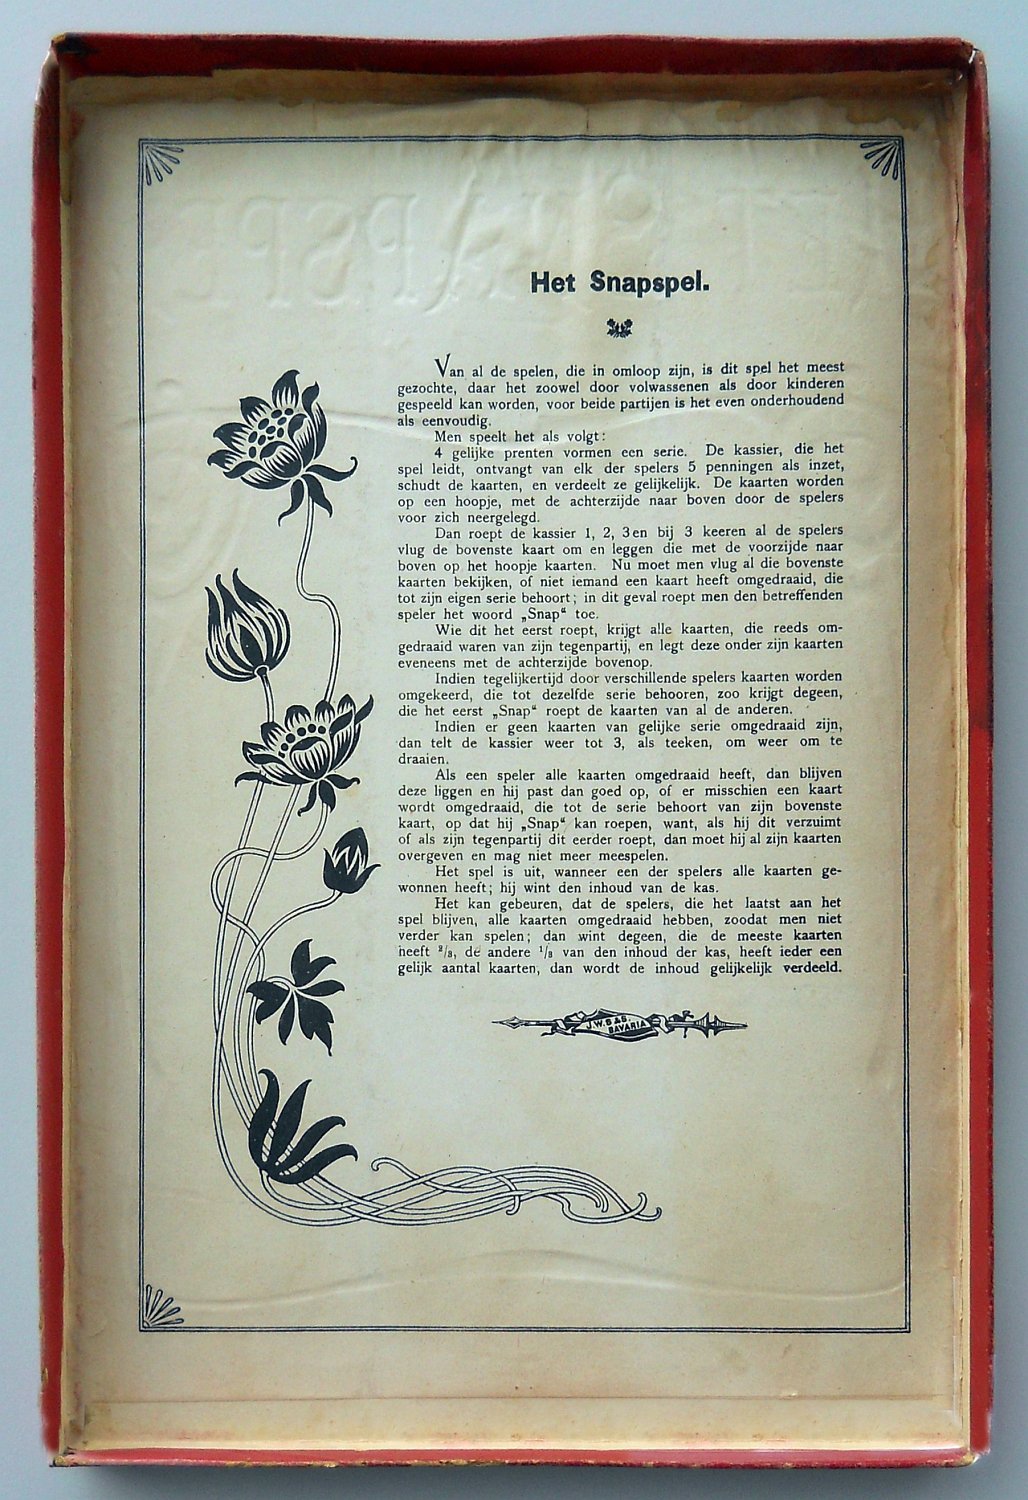 Het Snapspel.
Van al de spelen, die in omloop zijn, is dit spel het meest
gezochte, daar het zoowel door volwassenen als door kinderen
gespeeld kan worden, voor beide partijen is het even onderhoudend
als eenvoudig.
Men speelt het als volgt:
4 gelijke prenten vormen een serie. De kassier, die het
spel leidt, ontvangt van elk der spelers 5 penningen als inzet,
schudt de kaarten, en verdeelt ze gelijkelijk. De kaarten worden
op een hoopje, met de achterzijde naar boven door de spelers
voor zich neergelegd.
Dan roept de kassier 1, 2, 3 en bij 3 keeren al de spelers
vlug de bovenste kaart om en leggen die met de voorzijde naar
boven op het hoopje kaarten. Nu moet men vlug al die bovenste
kaarten bekijken, of niet iemand een kaart heeft omgedraaid, die
tot zijn eigen serie behoort; in dit geval roept men den betreffenden
speler het woord „Snap“ toe.
Wie dit het eerst roept, krijgt alle kaarten, die reeds om-
gedraaid waren van zijn tegenpartij, en legt deze onder zijn kaarten
eveneens met de achterzijde bovenop.
Indien tegelijkertijd door verschillende spelers kaarten worden
omgekeerd, die tot dezelfde serie behooren, zoo krijgt degeen,
die het eerst „Snap“ roept de kaarten van al de anderen.
Indien er geen kaarten van gelijke serie omgedraaid zijn,
dan telt de kassier weer tot 3, als teeken, om weer om te
draaien.
Als een speler alle kaarten omgedraaid heeft, dan blijven
deze liggen en hij past dan goed op, of er misschien een kaart
wordt omgedraaid, die tot de serie behoort van zijn bovenste
kaart, op dat hij „Snap“ kan roepen, want, als hij dit verzuimt
of als zijn tegenpartij dit eerder roept, dan moet hij al zijn kaarten
overgeven en mag niet meer meespelen.
Het spel is uit, wanneer een der spelers alle kaarten ge-
wonnen heeft; hij wint den inhoud van de kas.
Het kan gebeuren, dat de spelers, die het laatst aan het
spel blijven, alle kaarten omgedraaid hebben, zoodat men niet
verder kan spelen; dan wint degeen, die de meeste kaarten
heeft ²/₃, de andere ¹/₃ van den inhoud der kas, heeft ieder een
gelijk aantal kaarten, dan wordt de inhoud gelijkelijk verdeeld.
J.W.S &S.
BAVARIA